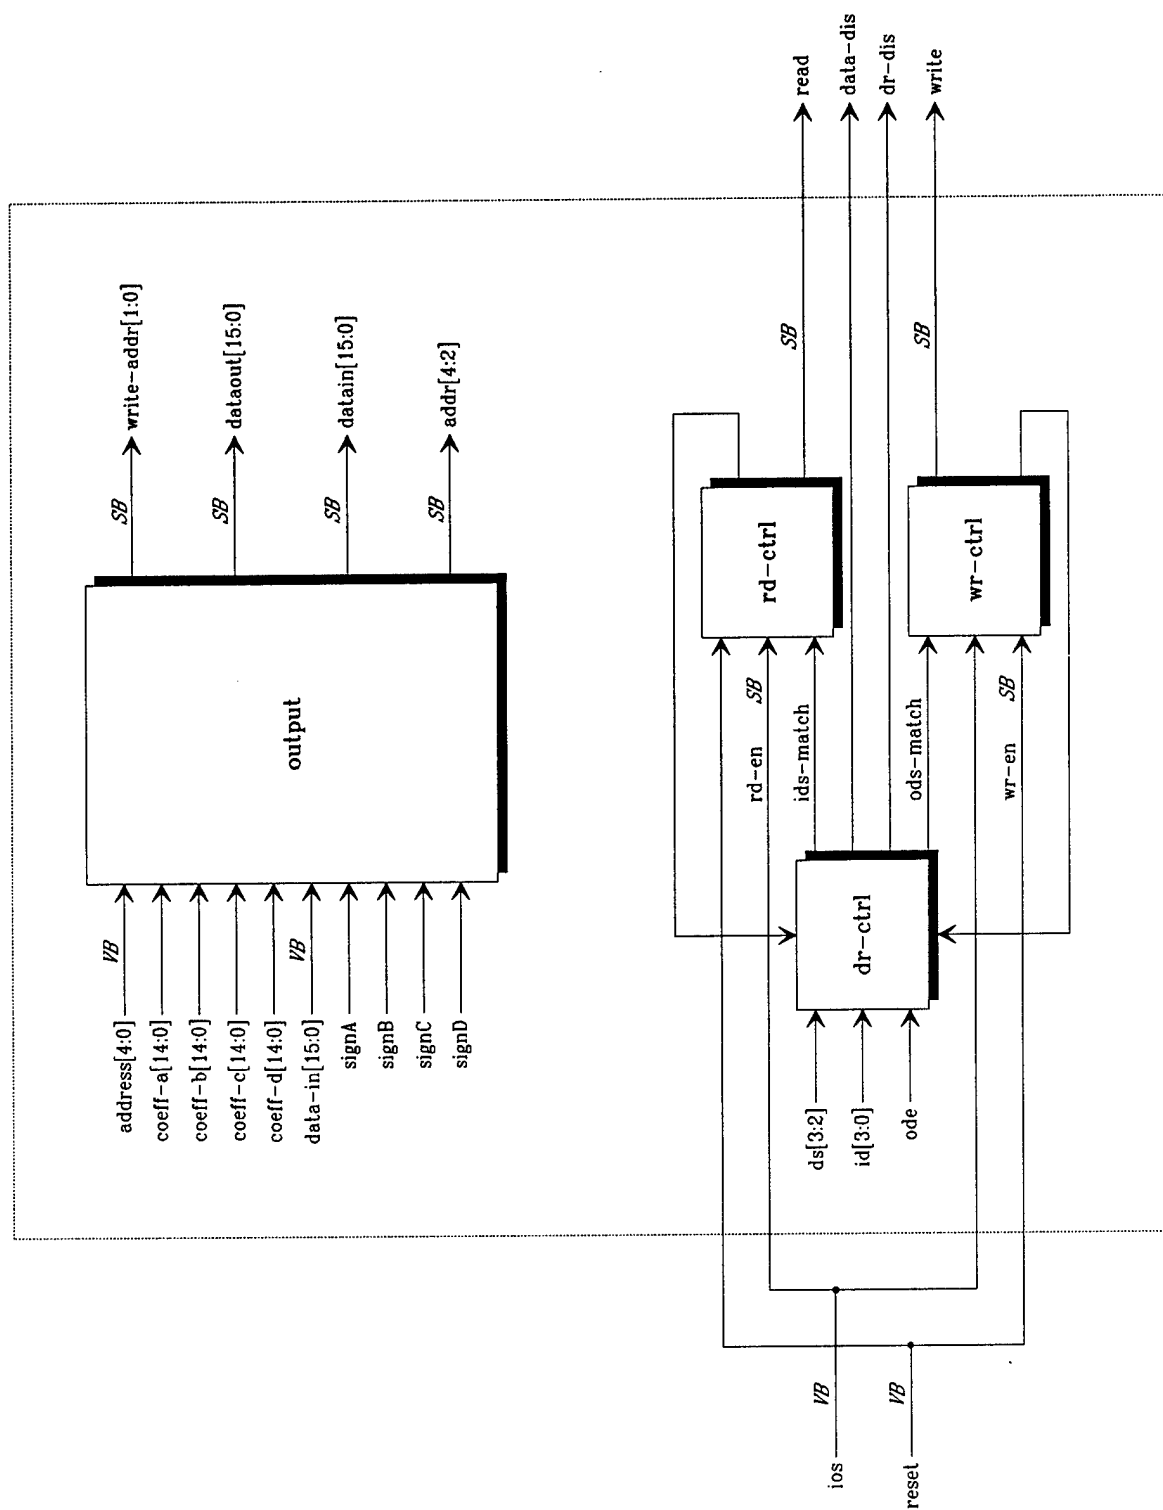 address[4:0]
VB
coeff-a[14:0]
coeff-b[14:0]
coeff-c[14:0]
coeff-d[14:0]
data-in[15:0]
VB
signA
signB
signC
signD
output
SB
write-addr[1:0]
SB
dataout[15:0]
SB
datain[15:0]
SB
addr[4:2]
ios
VB
reset
VB
ds[3:2]
id[3:0]
ode
dr-ctrl
rd-en
SB
ids-match
ods-match
wr-en
SB
rd-ctrl
wr-ctrl
SB
read
data-dis
dr-dis
SB
write